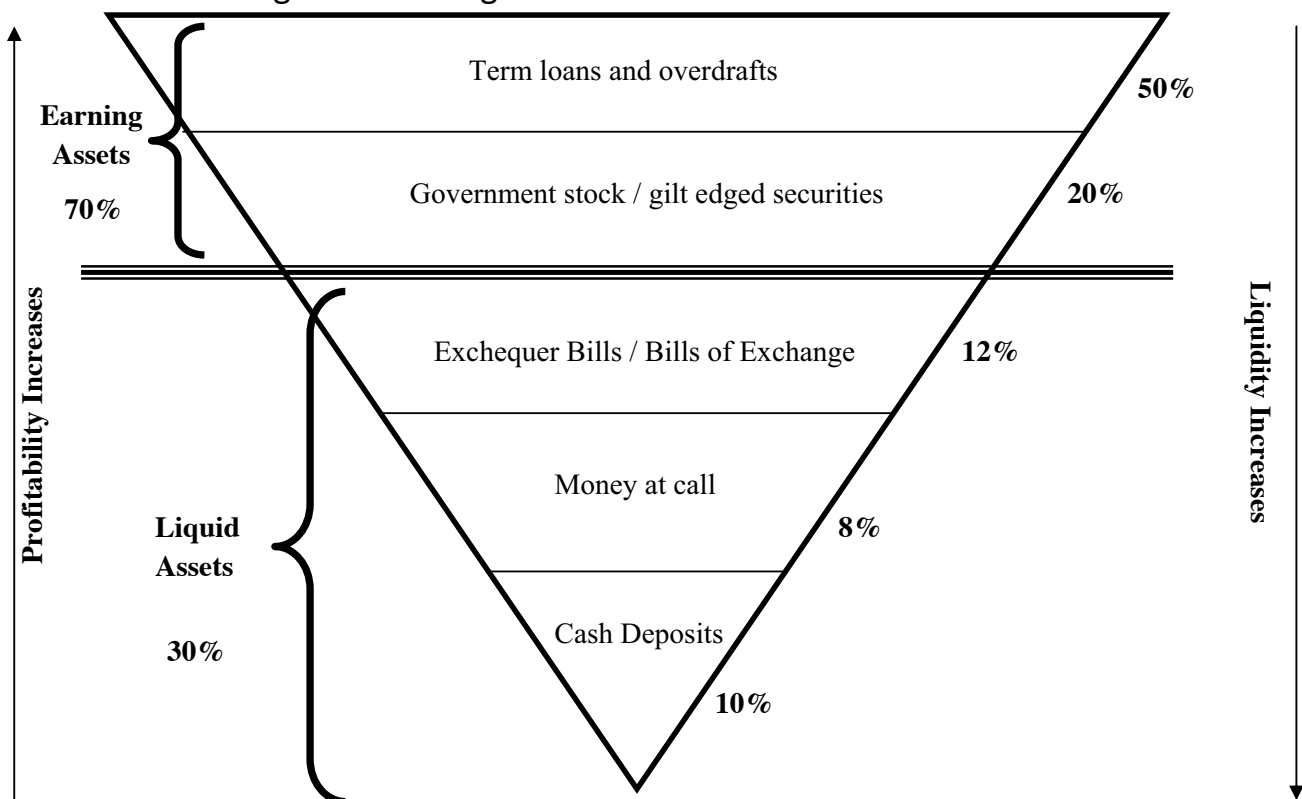 Term loans and overdrafts
50%
Earning
Assets
70%
Government stock / gilt edged securities
20%
Profitability Increases
Liquidity Increases
Exchequer Bills / Bills of Exchange
12%
Money at call
8%
Liquid
Assets
30%
Cash Deposits
10%